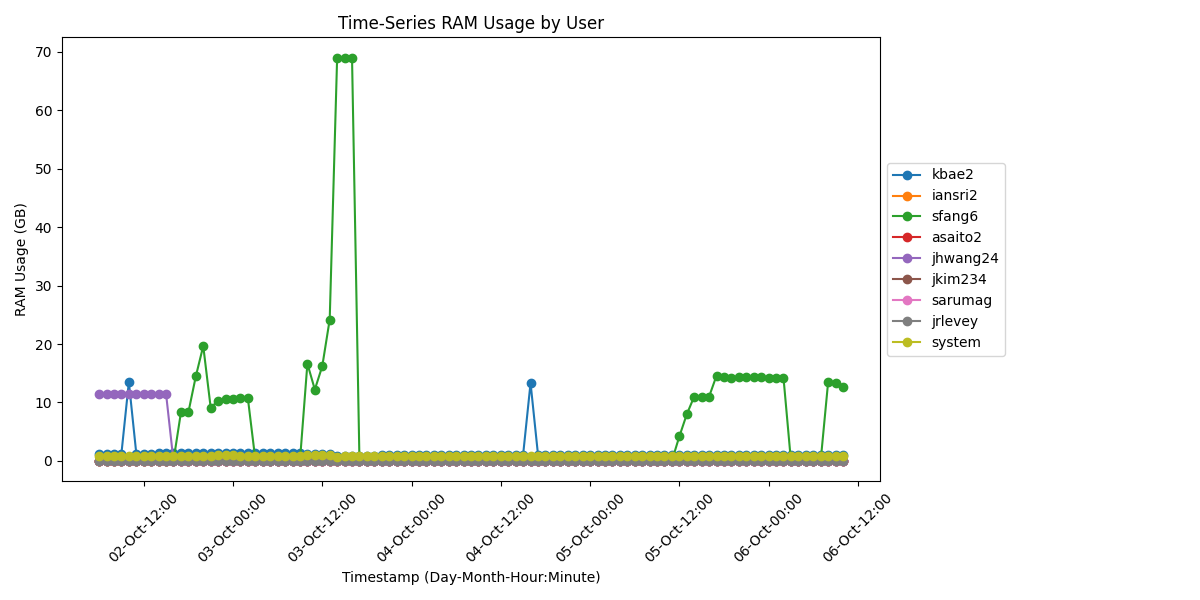 Time-Series RAM Usage by User
RAM Usage (GB)
70
60
50
40
30
20
10
0
02-Oct-12:00
03-Oct-00:00
03-Oct-12:00
04-Oct-00:00
04-Oct-12:00
05-Oct-00:00
05-Oct-12:00
06-Oct-00:00
06-Oct-12:00
Timestamp (Day-Month-Hour:Minute)
kbae2
iansri2
sfang6
asaito2
jhwang24
jkim234
sarumag
jrlevey
system